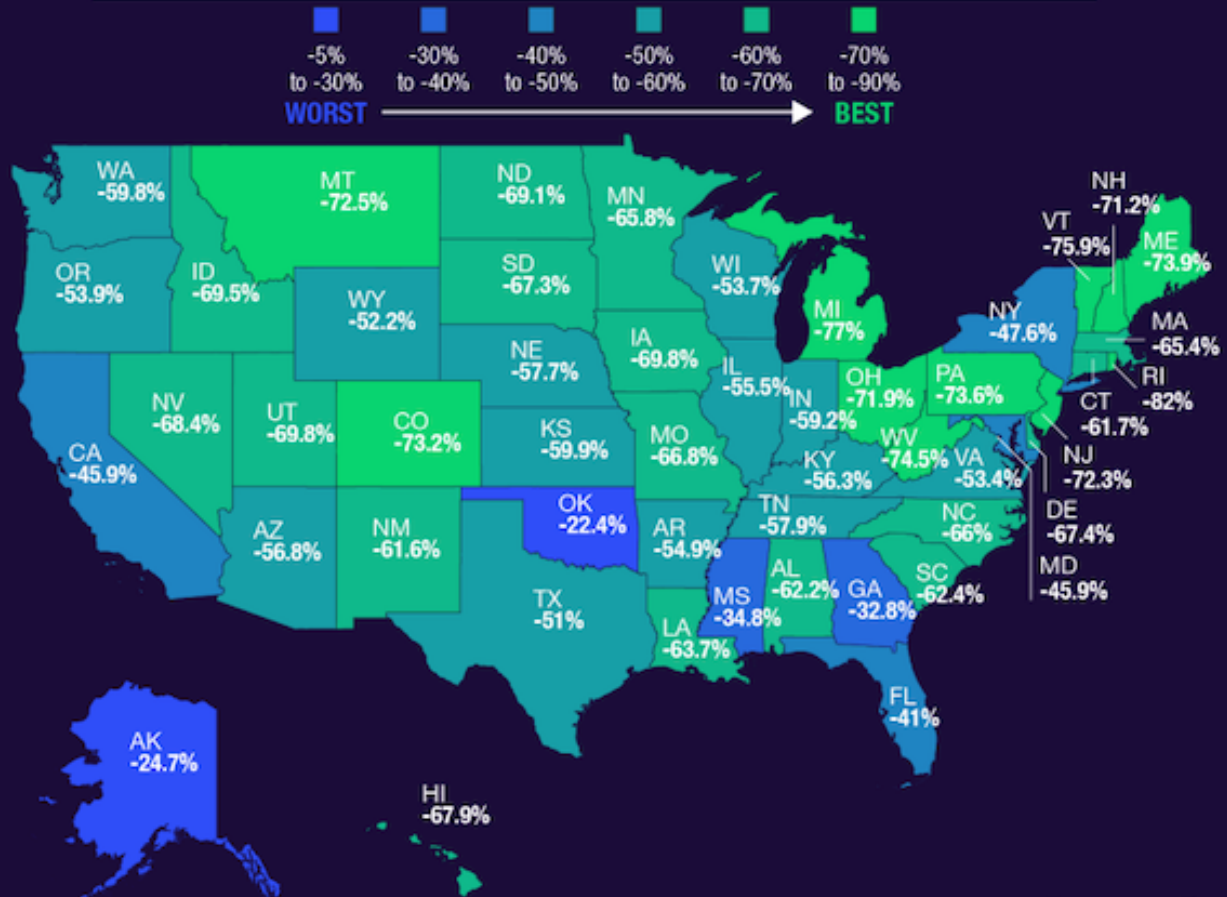 -5%
to -30%
-30%
to -40%
-40%
to -50%
-50%
to -60%
-60%
to -70%
-70%
to -90%
WORST
BEST
WA
-59.8%
MT
-72.5%
ND
-69.1%
MN
-65.8%
NH
-71.2%
VT
-75.9%
ME
-73.9%
OR
-53.9%
ID
-69.5%
SD
-67.3%
WI
-53.7%
WY
-52.2%
MI
-77%
NY
-47.6%
MA
-65.4%
NE
-57.7%
IA
-69.8%
IL
-55.5%
IN
-59.2%
OH
-71.9%
PA
-73.6%
RI
-82%
CT
-61.7%
NV
-68.4%
UT
-69.8%
CO
-73.2%
KS
-59.9%
MO
-66.8%
WV
-74.5%
KY
-56.3%
VA
-53.4%
NJ
-72.3%
CA
-45.9%
OK
-22.4%
TN
-57.9%
NC
-66%
DE
-67.4%
AZ
-56.8%
NM
-61.6%
AR
-54.9%
SC
-62.4%
MD
-45.9%
TX
-51%
MS
-34.8%
AL
-62.2%
GA
-32.8%
LA
-63.7%
FL
-41%
AK
-24.7%
HI
-67.9%